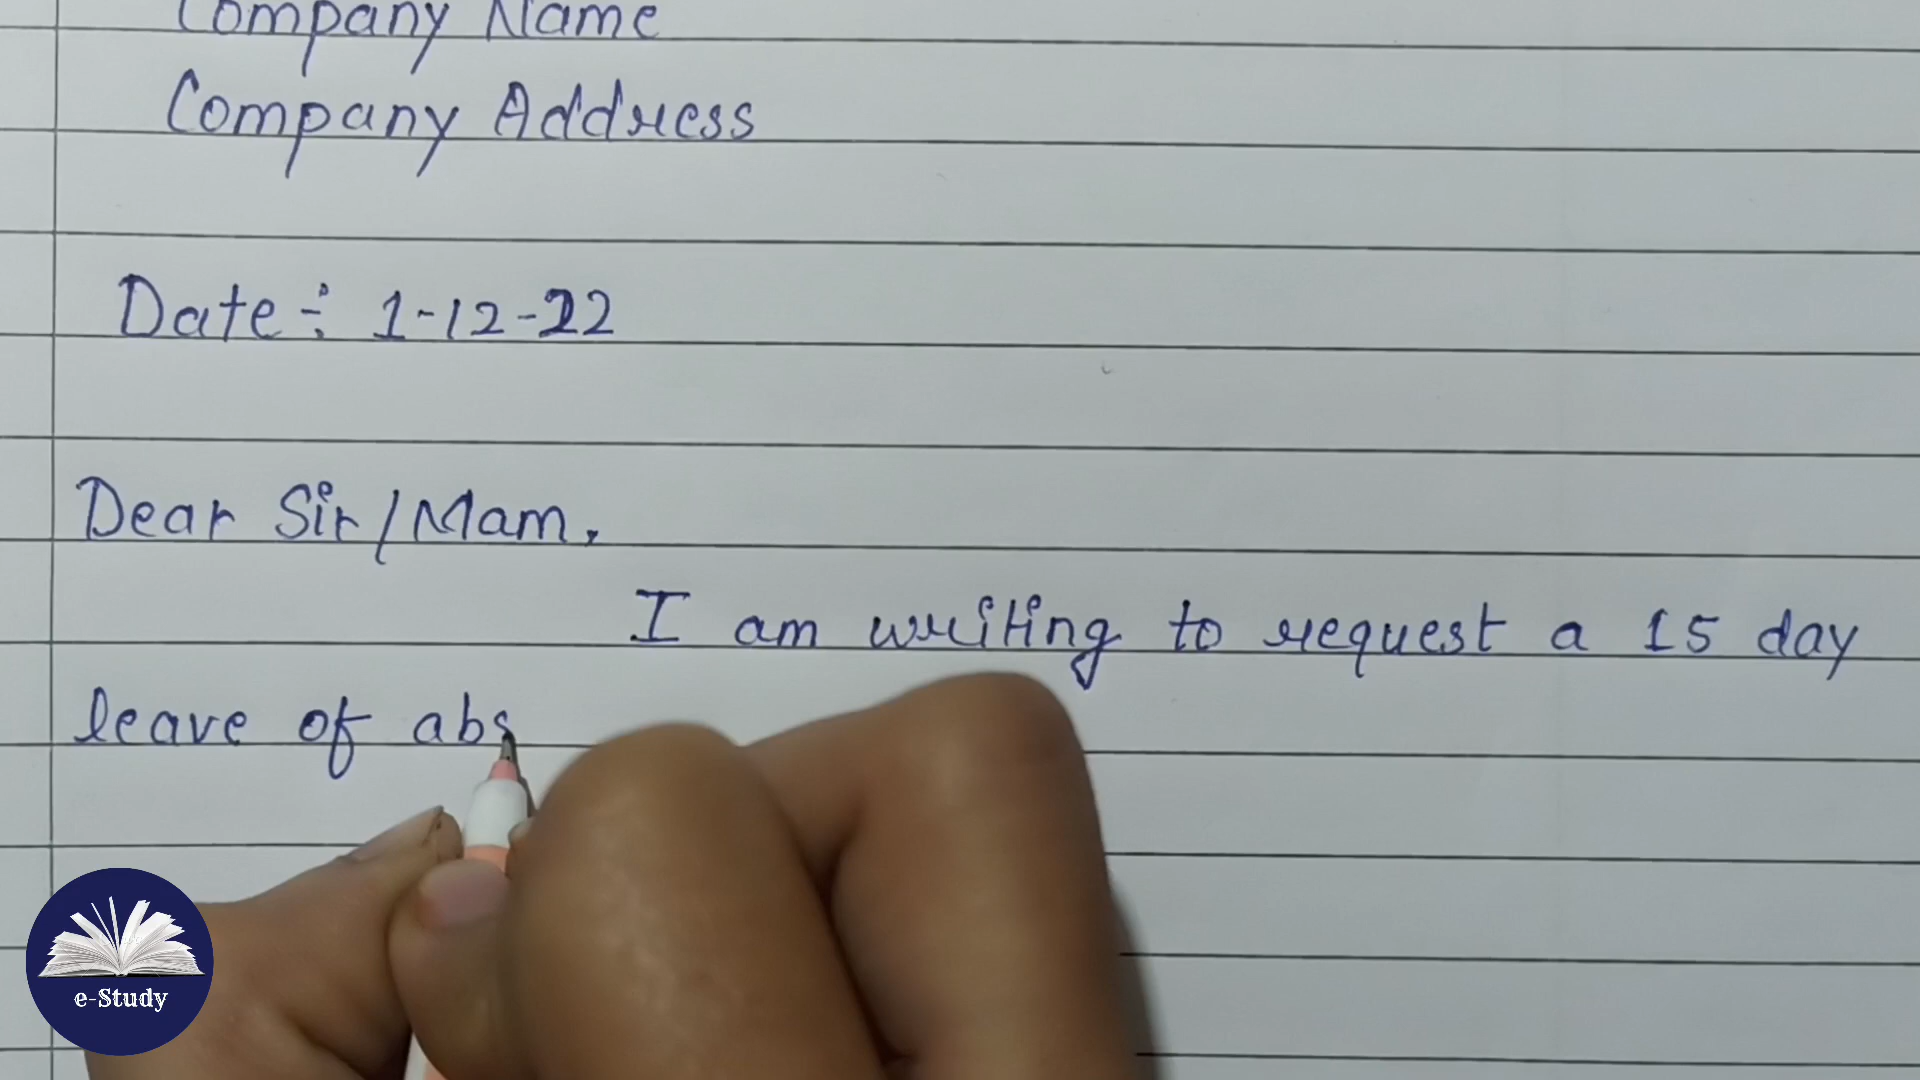 Company Name
Company Address
Date ÷ 1-12-22
Dear Sir/Mam,
I am writing to request a 15 day
leave of abs
e-Study